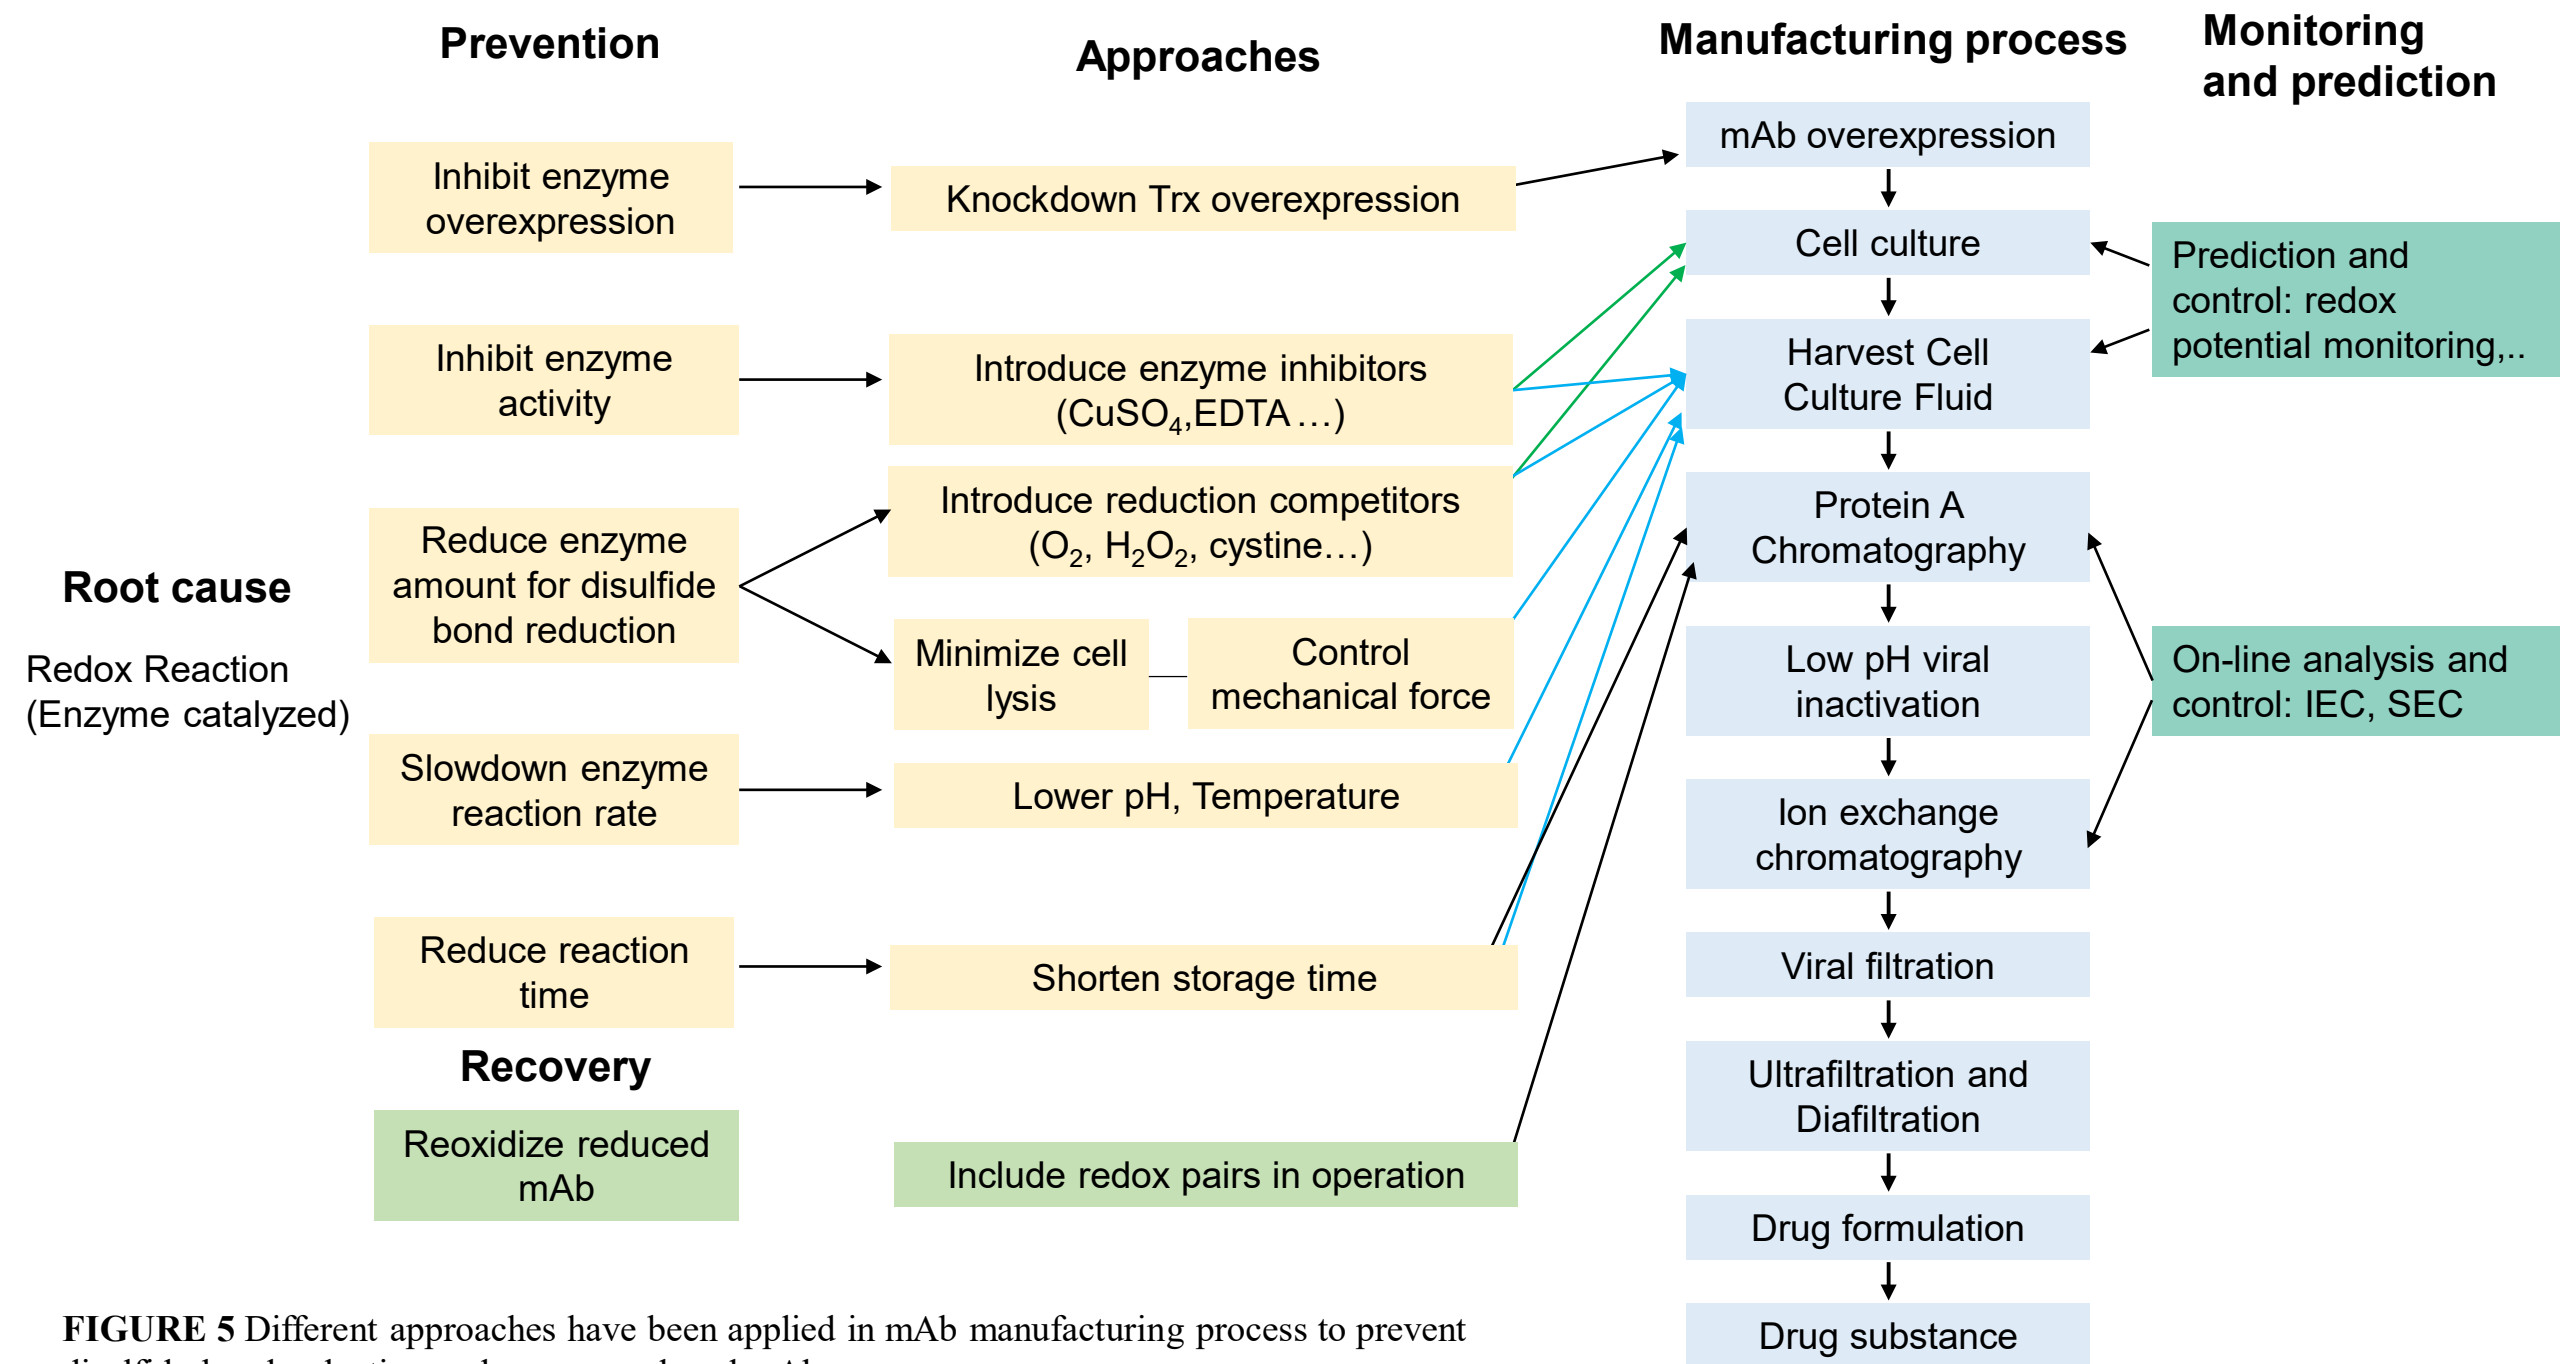 Prevention
Approaches
Manufacturing process
Monitoring
and prediction
Inhibit enzyme
overexpression
Inhibit enzyme
activity
Reduce enzyme
amount for disulfide
bond reduction
Root cause
Redox Reaction
(Enzyme catalyzed)
Slowdown enzyme
reaction rate
Reduce reaction
time
Recovery
Reoxidize reduced
mAb
Knockdown Trx overexpression
Introduce enzyme inhibitors
(CuSO4,EDTA…)
Introduce reduction competitors
(O2, H2O2, cystine…)
Minimize cell
lysis
Control
mechanical force
Lower pH, Temperature
Shorten storage time
Include redox pairs in operation
mAb overexpression
Cell culture
Harvest Cell
Culture Fluid
Protein A
Chromatography
Low pH viral
inactivation
Ion exchange
chromatography
Viral filtration
Ultrafiltration and
Diafiltration
Drug formulation
Drug substance
Prediction and
control: redox
potential monitoring,..
On-line analysis and
control: IEC, SEC
FIGURE 5 Different approaches have been applied in mAb manufacturing process to prevent